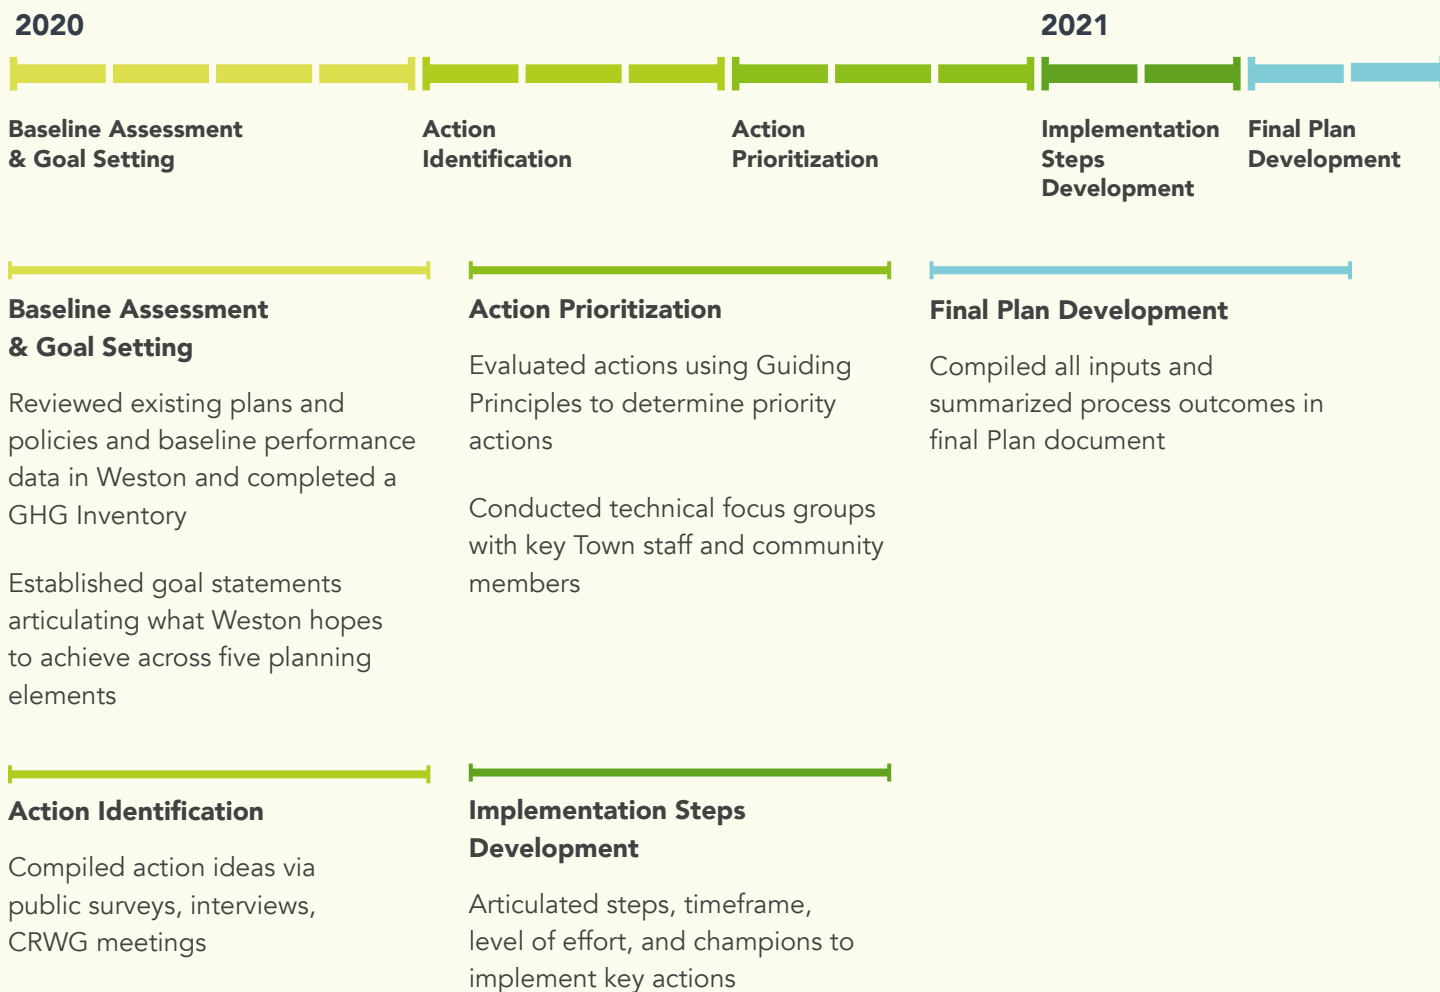 2020
2021
Baseline Assessment
& Goal Setting
Action
Identification
Action
Prioritization
Implementation
Steps
Development
Final Plan
Development
Baseline Assessment
& Goal Setting
Reviewed existing plans and
policies and baseline performance
data in Weston and completed a
GHG Inventory
Established goal statements
articulating what Weston hopes
to achieve across five planning
elements
Action Identification
Compiled action ideas via
public surveys, interviews,
CRWG meetings
Action Prioritization
Evaluated actions using Guiding
Principles to determine priority
actions
Conducted technical focus groups
with key Town staff and community
members
Implementation Steps
Development
Articulated steps, timeframe,
level of effort, and champions to
implement key actions
Final Plan Development
Compiled all inputs and
summarized process outcomes in
final Plan document